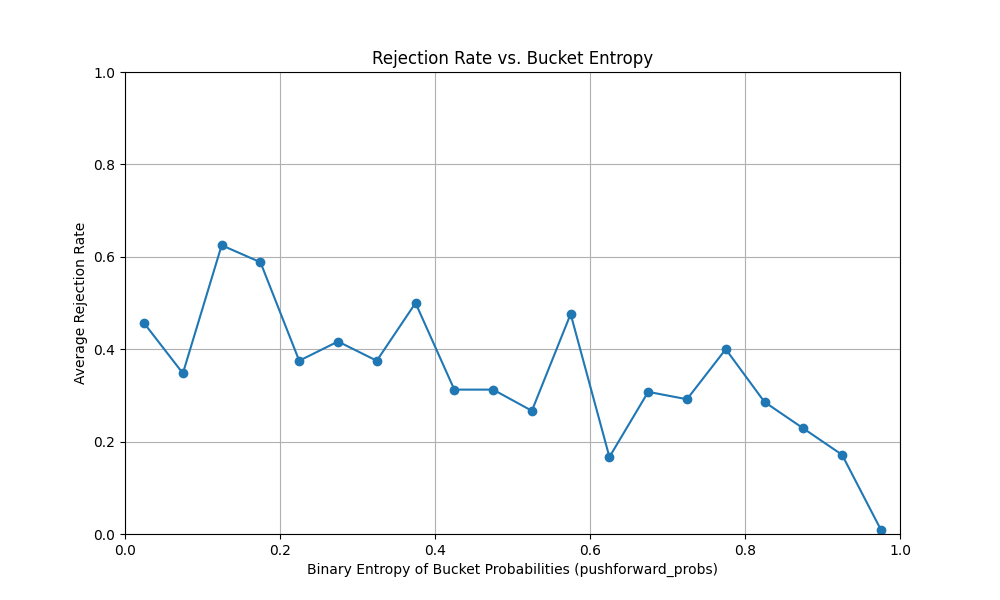 Rejection Rate vs. Bucket Entropy
Average Rejection Rate
1.0
0.8
0.6
0.4
0.2
0.0
0.0 0.2 0.4 0.6 0.8 1.0
Binary Entropy of Bucket Probabilities (pushforward_probs)